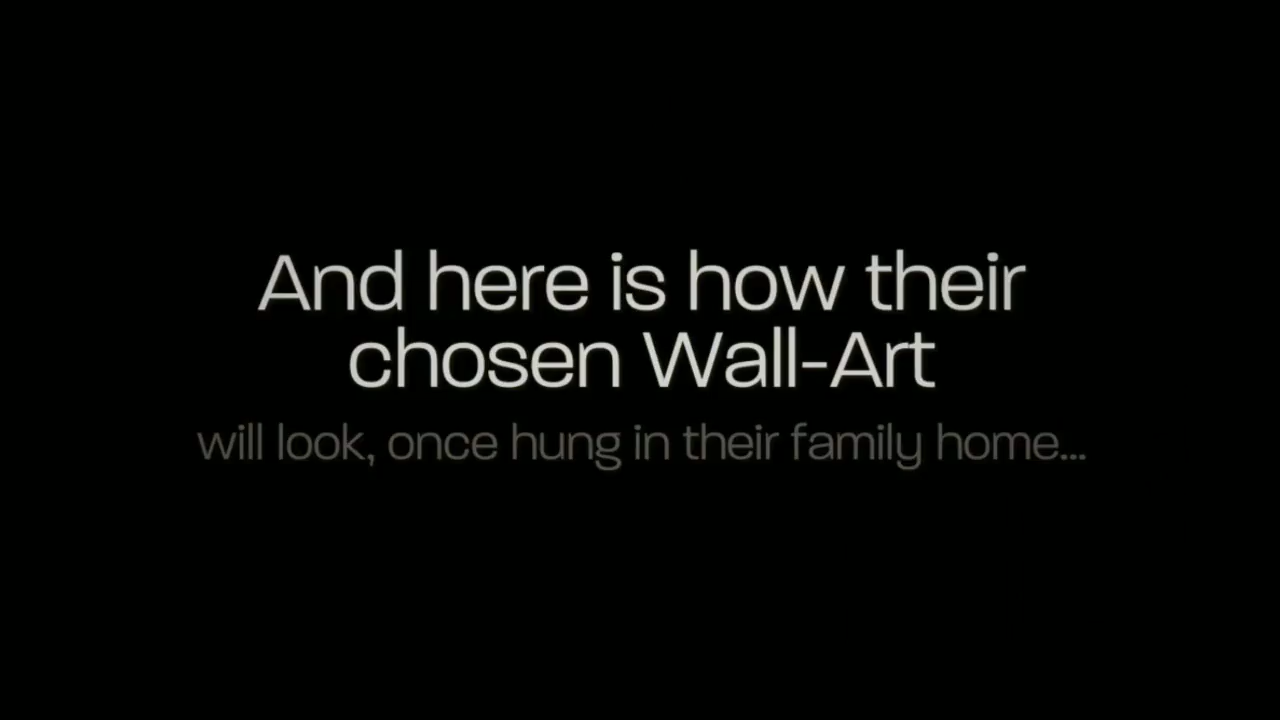 And here is how their
chosen Wall-Art
will look, once hung in their family home...